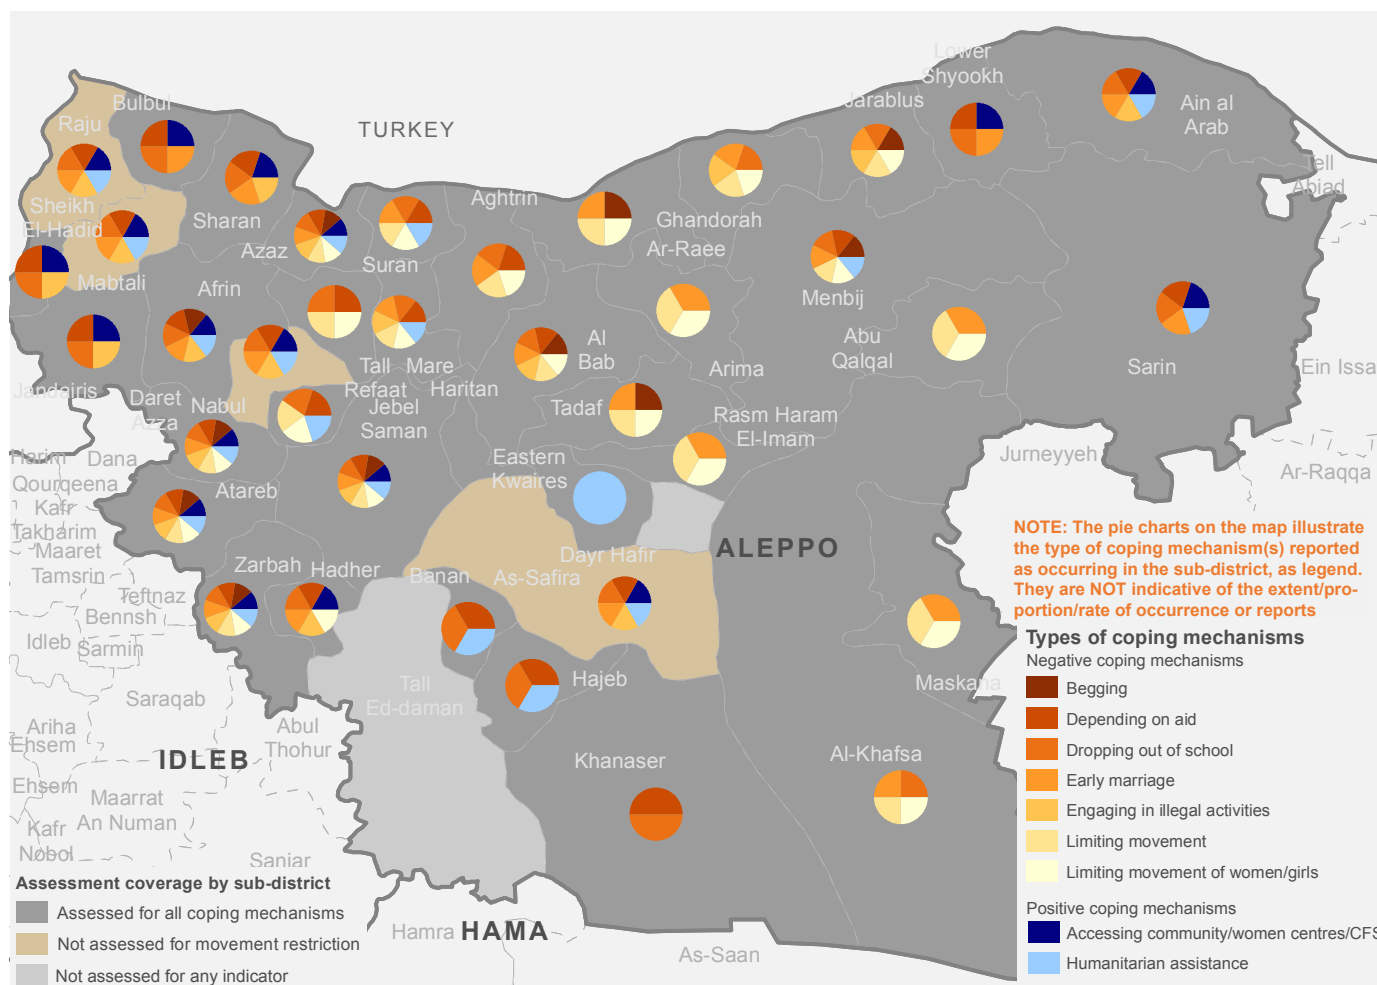 Lower
Shyookh
Bulbul
Jarablus
Ain al
Arab
Raju
TURKEY
Tell
Abiad
Aghtrin
Sheikh
El-Hadid
Sharan
Ghandorah
Azaz
Ar-Raee
Suran
Mabtali
Afrin
Menbij
Al
Bab
Abu
Qalqal
Tall
Refaat
Mare
Arima
Sarin
Ein Issa
Haritan
Jandairis
Daret
Azza
Nabul
Jebel
Saman
Tadaf
Rasm Haram
El-Imam
Harim
Dana
Eastern
Kwaires
Jurneyyeh
Ar-Raqqa
Qourqeena
Atareb
Kafr
Takharim
Maaret
Tamsrin
ALEPPO
Dayr Hafir
Zarbah
Hadher
Banan
As-Safira
Teftnaz
Bennsh
Idleb
Sarmin
Saraqab
Tall
Ed-daman
Hajeb
Maskana
Ariha
Ehsem
Abul
Thohur
IDLEB
Khanaser
Al-Khafsa
Ehsem
Maarrat
An Numan
Kafr
Nobol
Sanjar
Hamra
HAMA
As-Saan
NOTE: The pie charts on the map illustrate
the type of coping mechanism(s) reported
as occurring in the sub-district, as legend.
They are NOT indicative of the extent/pro-
portion/rate of occurrence or reports
Types of coping mechanisms
Negative coping mechanisms
Begging
Depending on aid
Dropping out of school
Early marriage
Engaging in illegal activities
Limiting movement
Limiting movement of women/girls
Positive coping mechanisms
Accessing community/women centres/CFS
Humanitarian assistance
Assessment coverage by sub-district
Assessed for all coping mechanisms
Not assessed for movement restriction
Not assessed for any indicator